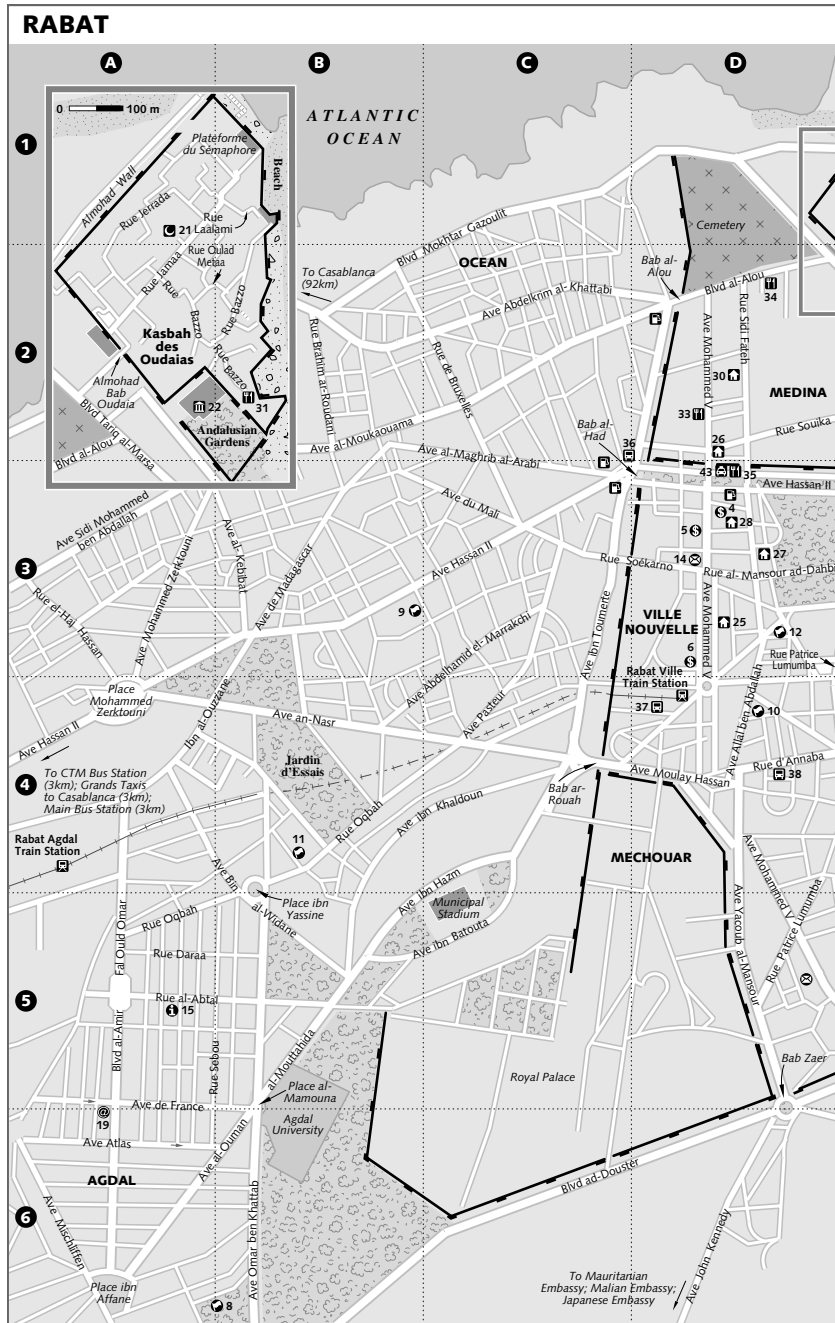 RABAT
A
B
C
D
0 100 m
ATLANTIC
OCEAN
1
Plateforme
du Sémaphore
Beach
Almohad Wall
Rue Jerrada
Rue
Laalami
21
Cemetery
Rue Oulad
Metaa
Rue Jamaa
Blvd Mokhtar Gazoulit
OCEAN
Bab al-
Alou
To Casablanca
(92km)
Blvd al-Alou
34
Rue
Bazzo
Rue Bazzo
Ave Abdelkrim al-Khattabi
2
Kasbah
des
Oudaias
Rue Bazzo
Rue Brahim ar-Roudani
Rue de Bruxelles
Ave Mohammed V
Rue Sidi Fateh
30
MEDINA
Almohad
Bab
Oudaia
22
31
Andalusian
Gardens
33
Rue Souika
Blvd Tariq al-Marsa
Blvd al-Alou
Bab al-
Had
36
26
Ave al-Moukaouama
Ave al-Maghrib al-Arabi
43
35
Ave Hassan II
Ave Sidi Mohammed
ben Abdallah
Ave du Mali
4
28
5
3
Ave al-Kebibat
Ave de Madagascar
Ave Hassan II
Rue Soékarno
14
27
Rue al-Mansour ad-Dahbi
Rue el-Haj Hassan
Ave Mohammed Zerktouni
9
Ave ibn Toumerte
VILLE
NOUVELLE
Ave Mohammed V
25
12
Ave Abdelhamid el-Marrakchi
6
Rue Patrice
Lumumba
Rabat Ville
Train Station
Place
Mohammed
Zerktouni
Ibn al-Ouzzane
Ave an-Nasr
Ave Pasteur
37
10
Ave Allal ben Abdallah
Ave Hassan II
Jardin
d'Essais
Rue d'Annaba
4
To CTM Bus Station
(3km); Grands Taxis
to Casablanca (3km);
Main Bus Station (3km)
Bab ar-
Rouah
Ave Moulay Hassan
38
Rabat Agdal
Train Station
Rue Oqbah
Ave ibn Khaldoun
11
MECHOUAR
Ave Bin
al-Widane
Place ibn
Yassine
Ave Ibn Hazm
Municipal
Stadium
Ave Mohammed V
Rue Oqbah
Ave Ibn Batouta
Fal Ould Omar
Rue Daraa
Ave Yacoub al-Mansour
Rue Patrice Lumumba
5
Rue al-Abtal
15
Blvd al-Amir
Rue Sebou
al-Mouttahida
Royal Palace
Bab Zaer
Place al-
Mamouna
Ave de France
Agdal
University
19
Ave Atlas
Ave al-Ouman
Blvd ad-Douster
AGDAL
6
Ave Mischliffen
Ave Omar ben Khattab
Ave John Kennedy
To Mauritanian
Embassy; Malian Embassy;
Japanese Embassy
Place ibn
Affane
8